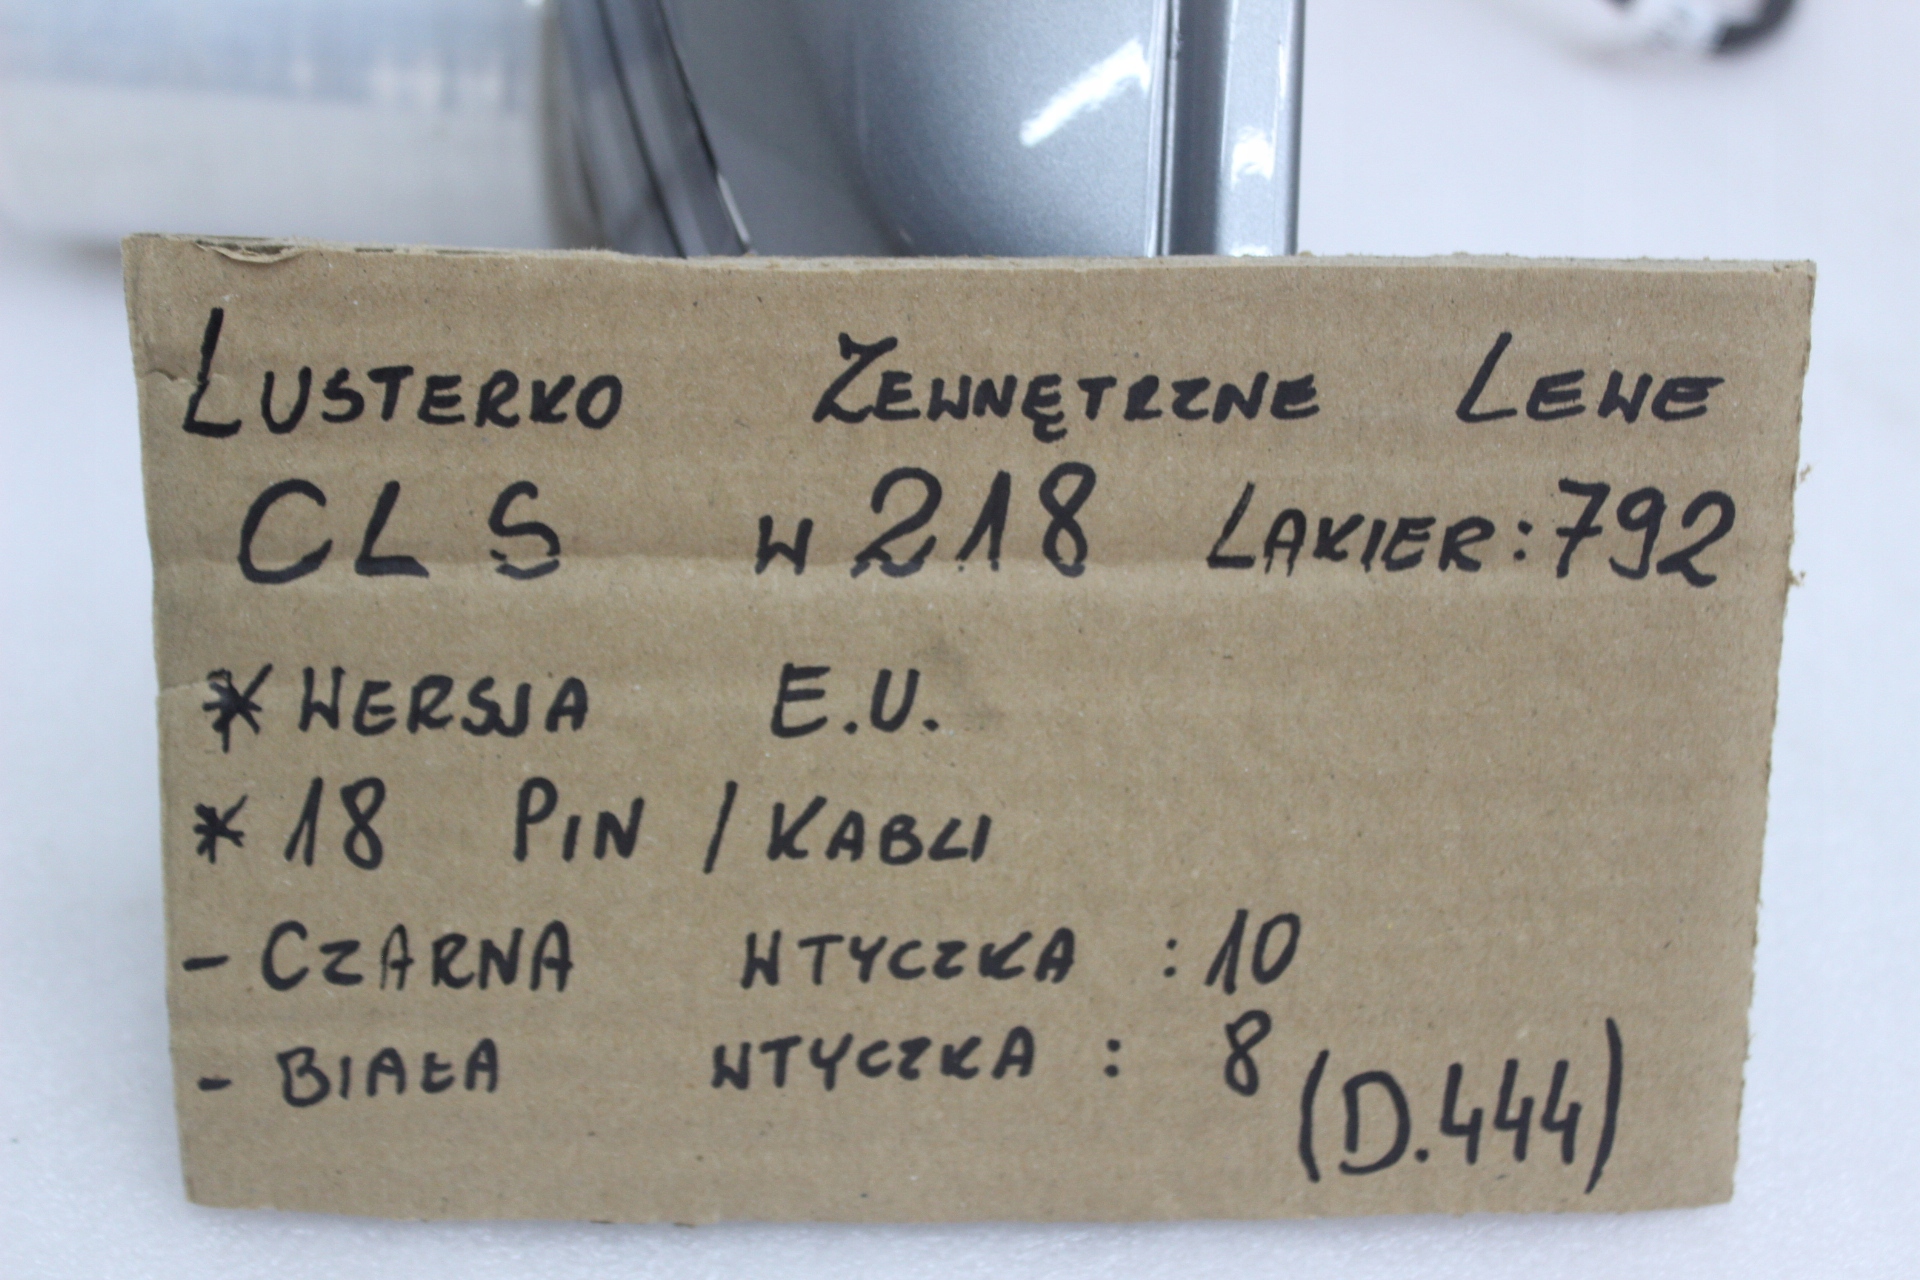 LUSTERKO ZEWNĘTRZNE LEWE
CLS W218 LAKIER: 792
* WERSJA E.U.
* 18 PIN / KABLI
- CZARNA WTYCZKA : 10
- BIAŁA WTYCZKA : 8 (D.444)